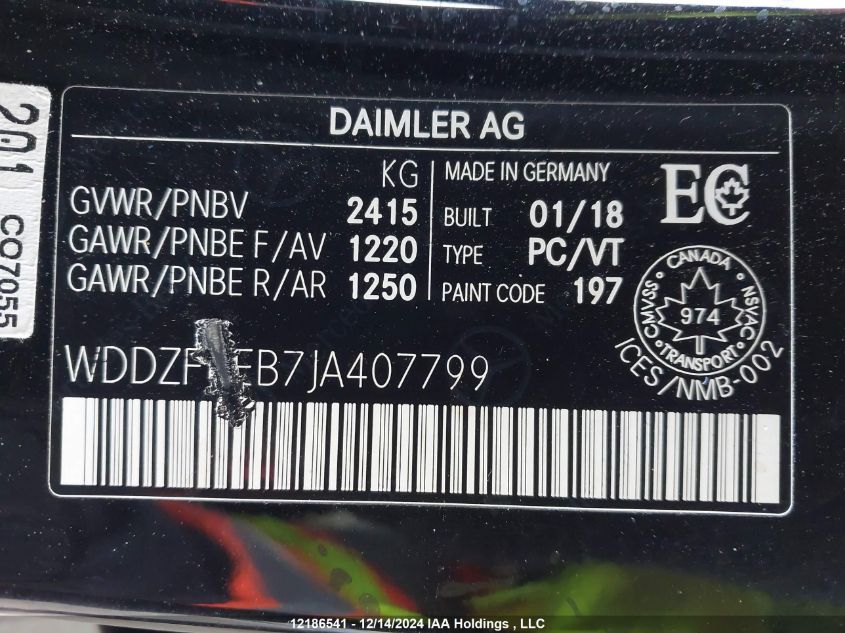 DAIMLER AG
KG
GVWR/PNBV 2415
GAWR/PNBE F/AV 1220
GAWR/PNBE R/AR 1250
MADE IN GERMANY
BUILT 01/18
TYPE PC/VT
PAINT CODE 197
EC
CANADA
CMVSS NSVAC
974
TRANSPORT
ICES/NMB-002
201 CO7055
12186541 - 12/14/2024 IAA Holdings , LLC